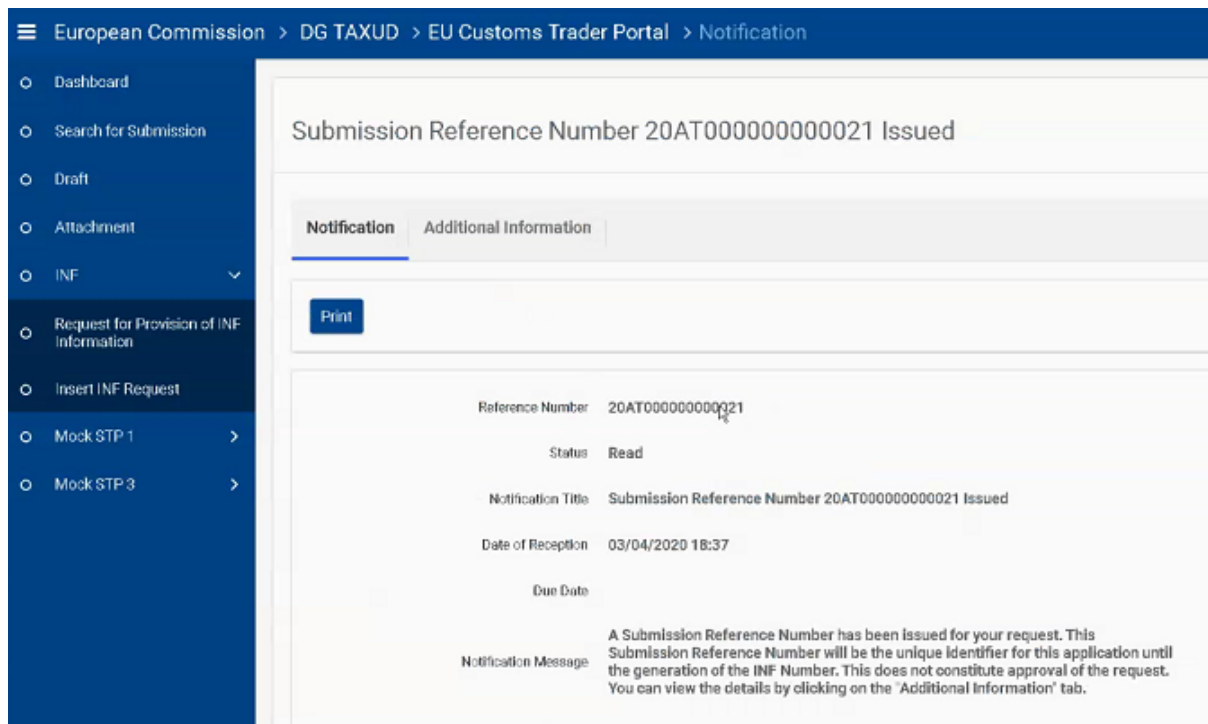 European Commission > DG TAXUD > EU Customs Trader Portal > Notification
Dashboard
Search for Submission
Draft
Attachment
INF
Request for Provision of INF
Information
Insert INF Request
Mock STP 1
Mock STP 3
Submission Reference Number 20AT000000000021 Issued
Notification
Additional Information
Print
Reference Number 20AT000000000021
Status Read
Notification Title Submission Reference Number 20AT000000000021 Issued
Date of Reception 03/04/2020 18:37
Due Date
Notification Message
A Submission Reference Number has been issued for your request. This
Submission Reference Number will be the unique identifier for this application until
the generation of the INF Number. This does not constitute approval of the request.
You can view the details by clicking on the "Additional Information" tab.